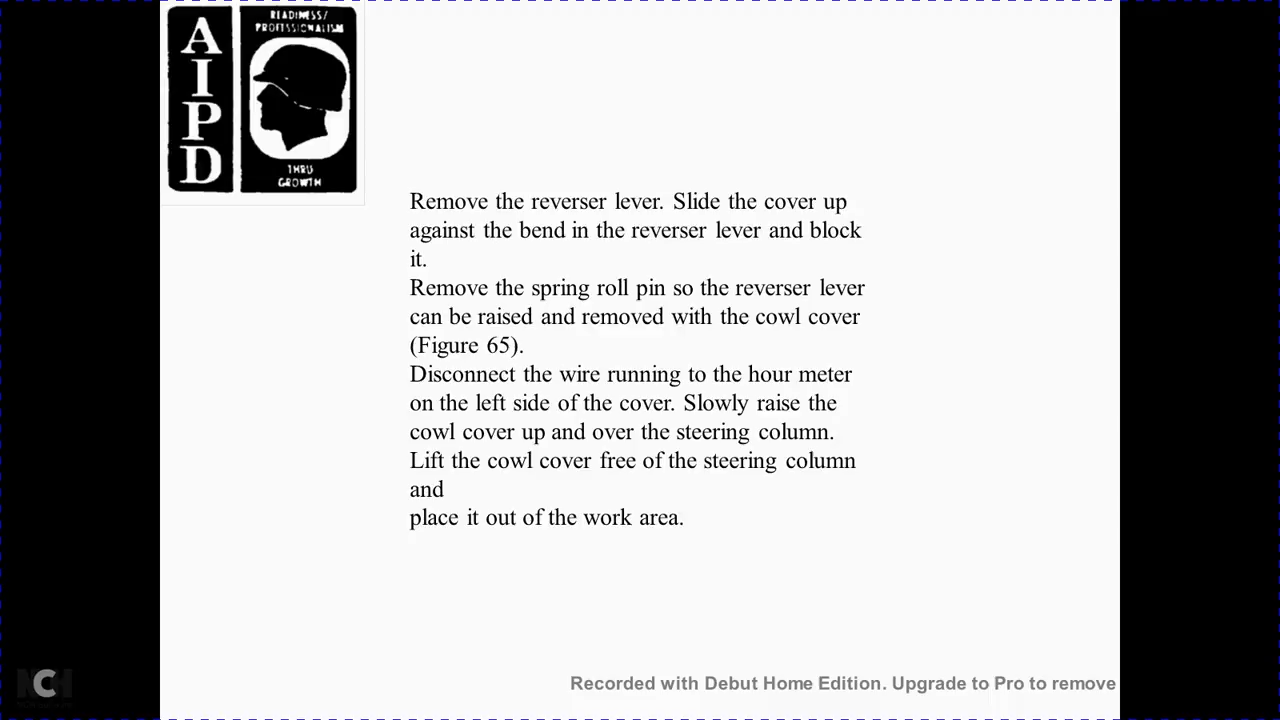 AIPD
READINESS/
PROFESSIONALISM
THRU
GROWTH
Remove the reverser lever. Slide the cover up
against the bend in the reverser lever and block
it.
Remove the spring roll pin so the reverser lever
can be raised and removed with the cowl cover
(Figure 65).
Disconnect the wire running to the hour meter
on the left side of the cover. Slowly raise the
cowl cover up and over the steering column.
Lift the cowl cover free of the steering column
and
place it out of the work area.
Recorded with Debut Home Edition. Upgrade to Pro to remove